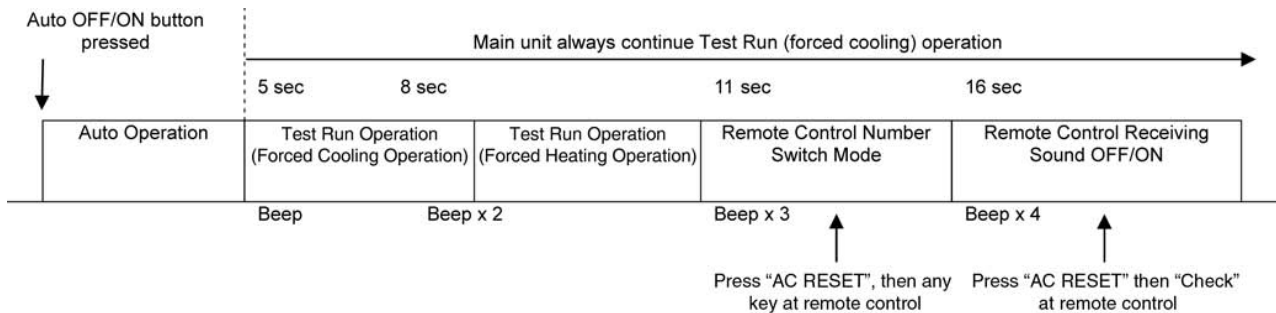 Auto OFF/ON button
pressed
Main unit always continue Test Run (forced cooling) operation
5 sec
8 sec
11 sec
16 sec
Auto Operation
Test Run Operation
(Forced Cooling Operation)
Test Run Operation
(Forced Heating Operation)
Remote Control Number
Switch Mode
Remote Control Receiving
Sound OFF/ON
Beep
Beep x 2
Beep x 3
Beep x 4
Press “AC RESET”, then any
key at remote control
Press “AC RESET” then “Check”
at remote control